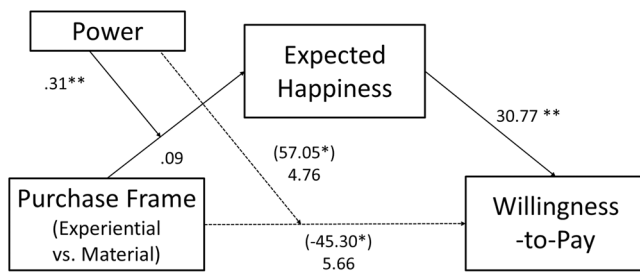 Power
Expected
Happiness
.31**
30.77 **
.09
(57.05*)
4.76
Purchase Frame
(Experiential
vs. Material)
Willingness
-to-Pay
(-45.30*)
5.66